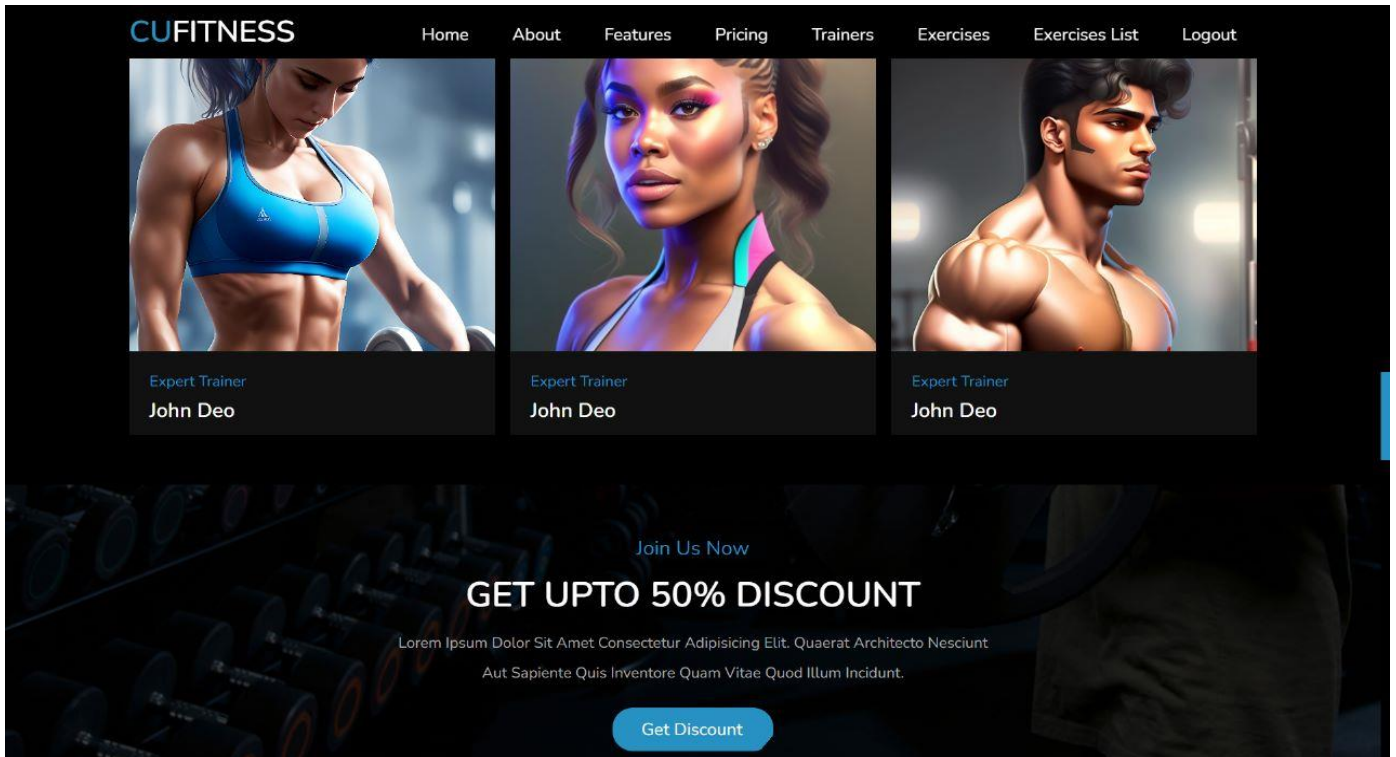 CUFITNESS
Home About Features Pricing Trainers Exercises Exercises List Logout
Expert Trainer
John Deo
Expert Trainer
John Deo
Expert Trainer
John Deo
Join Us Now
GET UPTO 50% DISCOUNT
Lorem Ipsum Dolor Sit Amet Consectetur Adipisicing Elit. Quaerat Architecto Nesciunt
Aut Sapiente Quis Inventore Quam Vitae Quod Illum Incidunt.
Get Discount